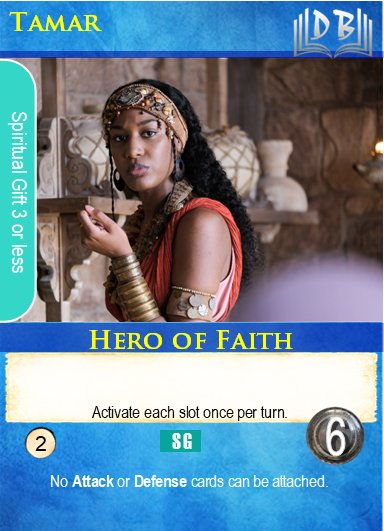 Tamar
DB
Spiritual Gift 3 or less
Hero of Faith
Activate each slot once per turn.
2
SG
6
No Attack or Defense cards can be attached.